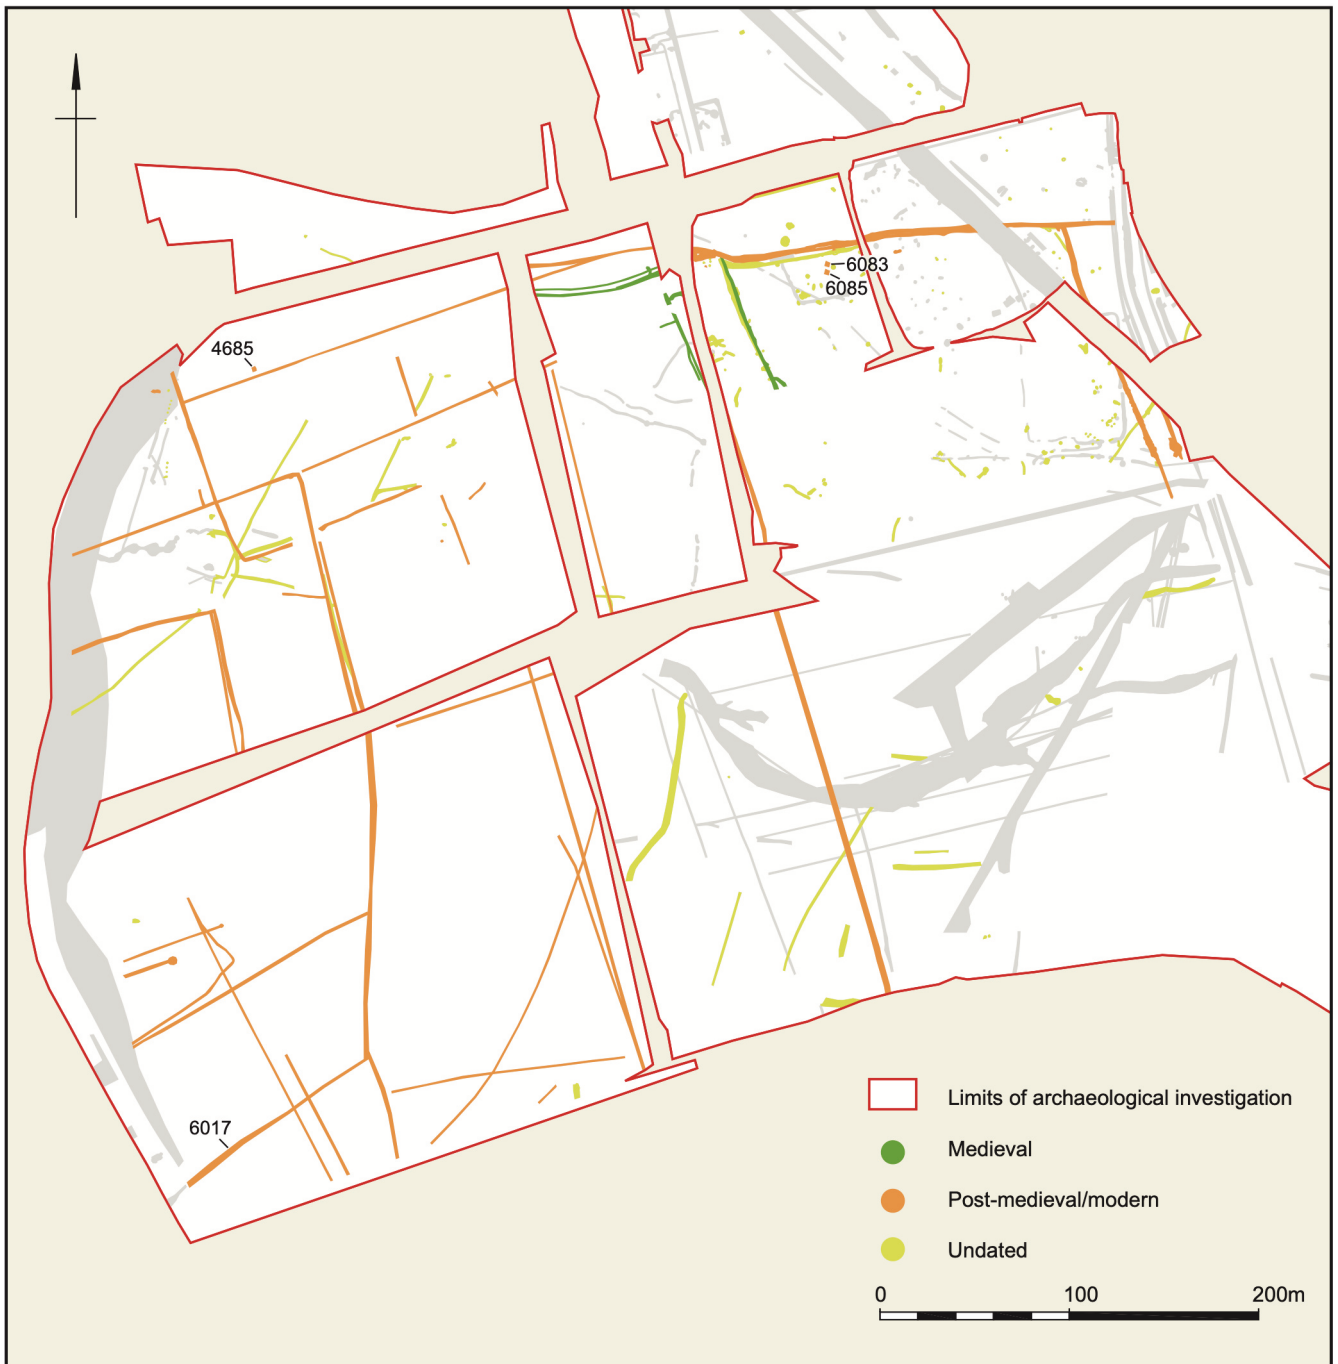 6083
6085
4685
6017
Limits of archaeological investigation
Medieval
Post-medieval/modern
Undated
0 100 200m